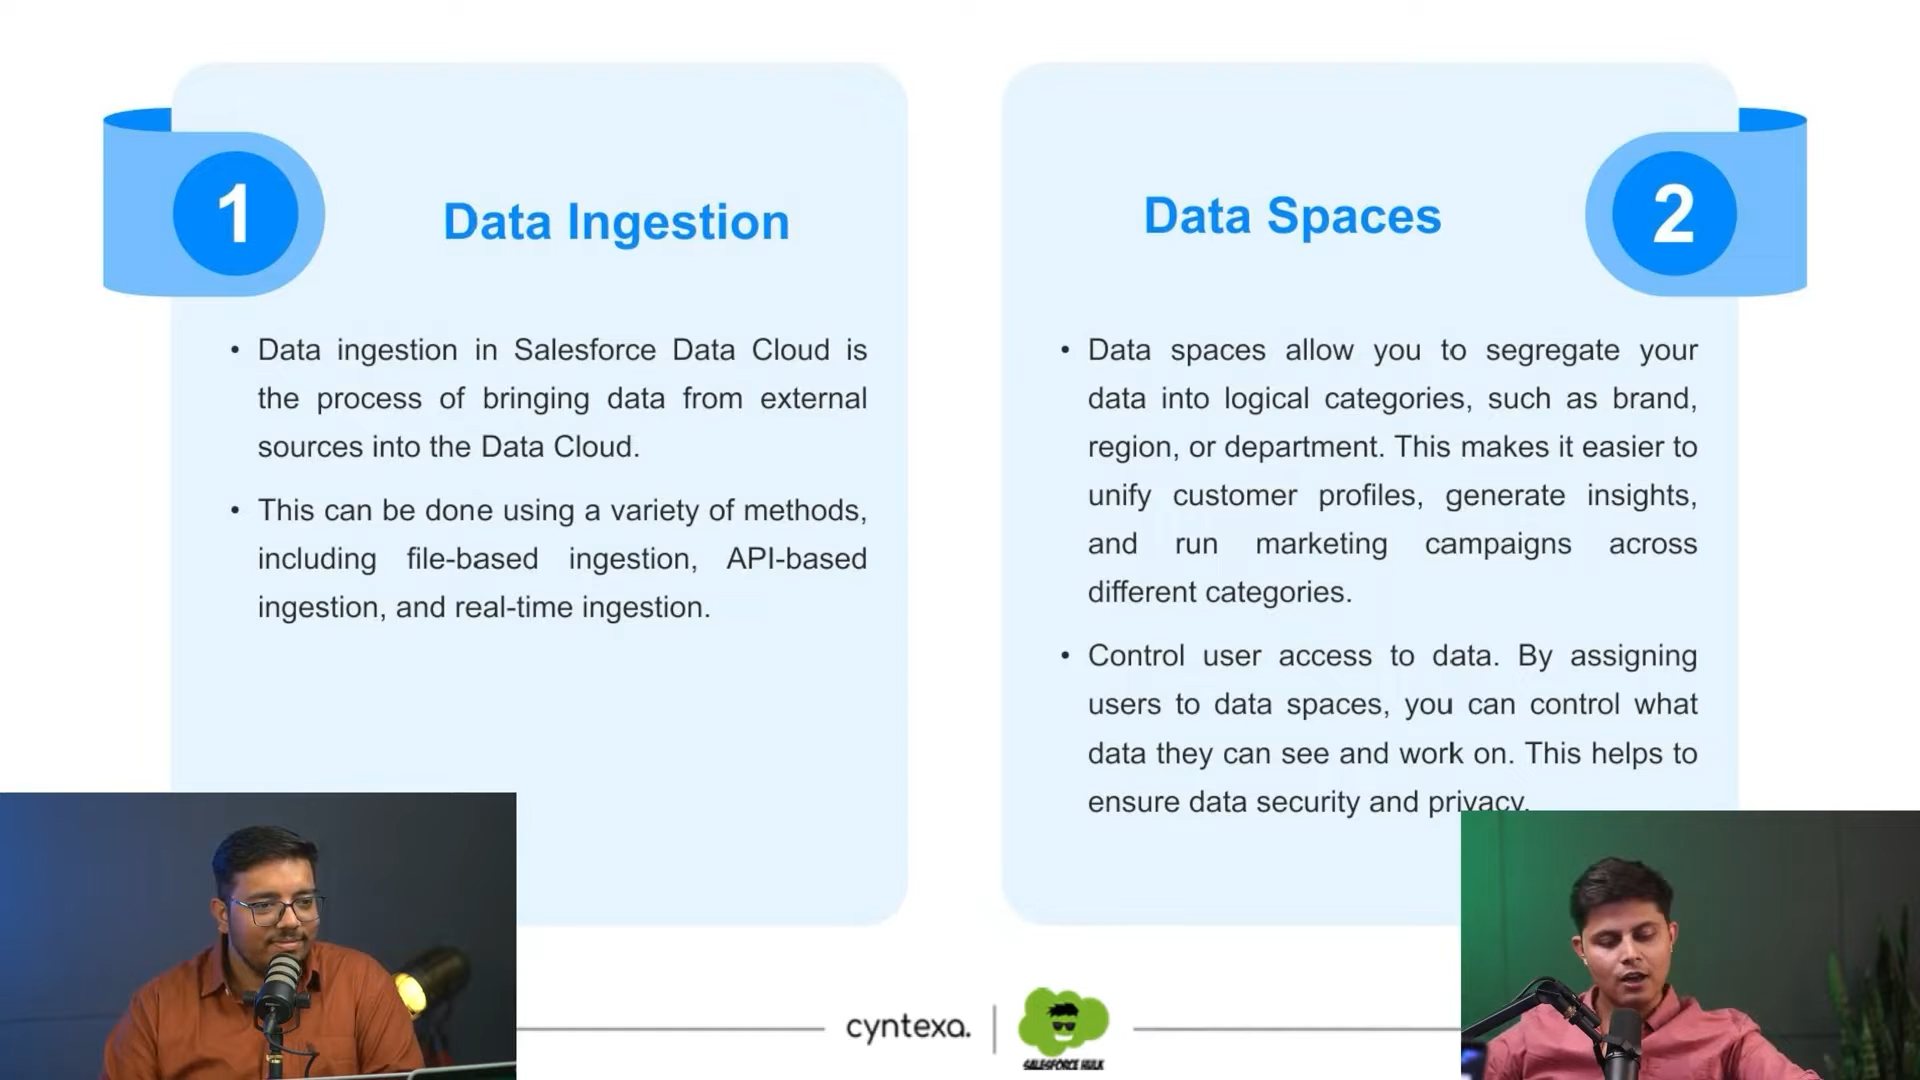 1
Data Ingestion
• Data ingestion in Salesforce Data Cloud is
the process of bringing data from external
sources into the Data Cloud.
• This can be done using a variety of methods,
including file-based ingestion, API-based
ingestion, and real-time ingestion.
Data Spaces
2
• Data spaces allow you to segregate your
data into logical categories, such as brand,
region, or department. This makes it easier to
unify customer profiles, generate insights,
and run marketing campaigns across
different categories.
• Control user access to data. By assigning
users to data spaces, you can control what
data they can see and work on. This helps to
ensure data security and privacy.
cyntexa.
SALESFORCE HULK